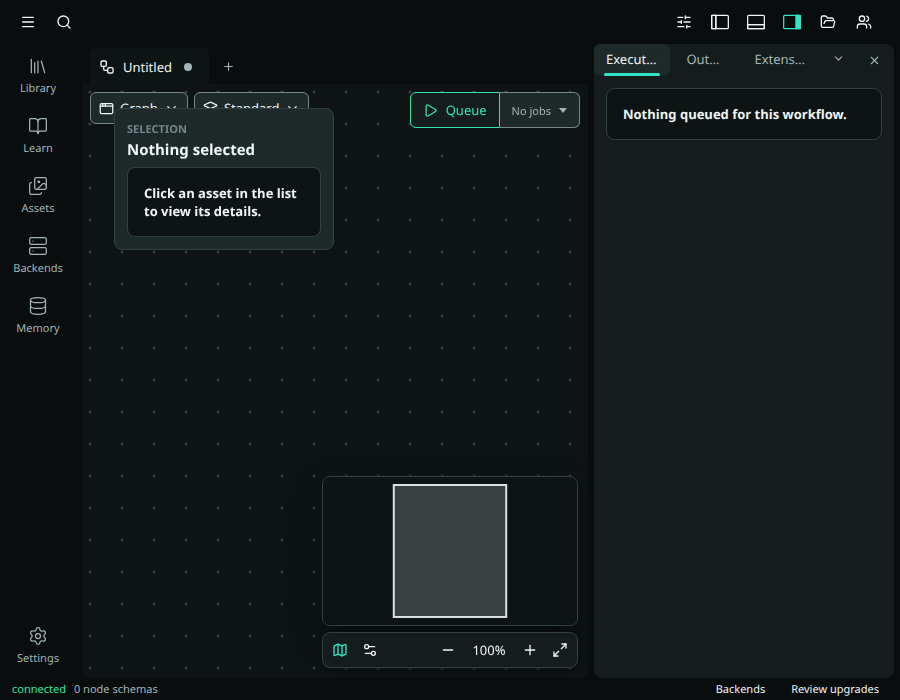 Untitled
Library
Learn
Assets
Backends
Memory
Settings
Graph
Standard
Queue
No jobs
SELECTION
Nothing selected
Click an asset in the list
to view its details.
100%
Execut...
Out...
Extens...
Nothing queued for this workflow.
connected
0 node schemas
Backends
Review upgrades